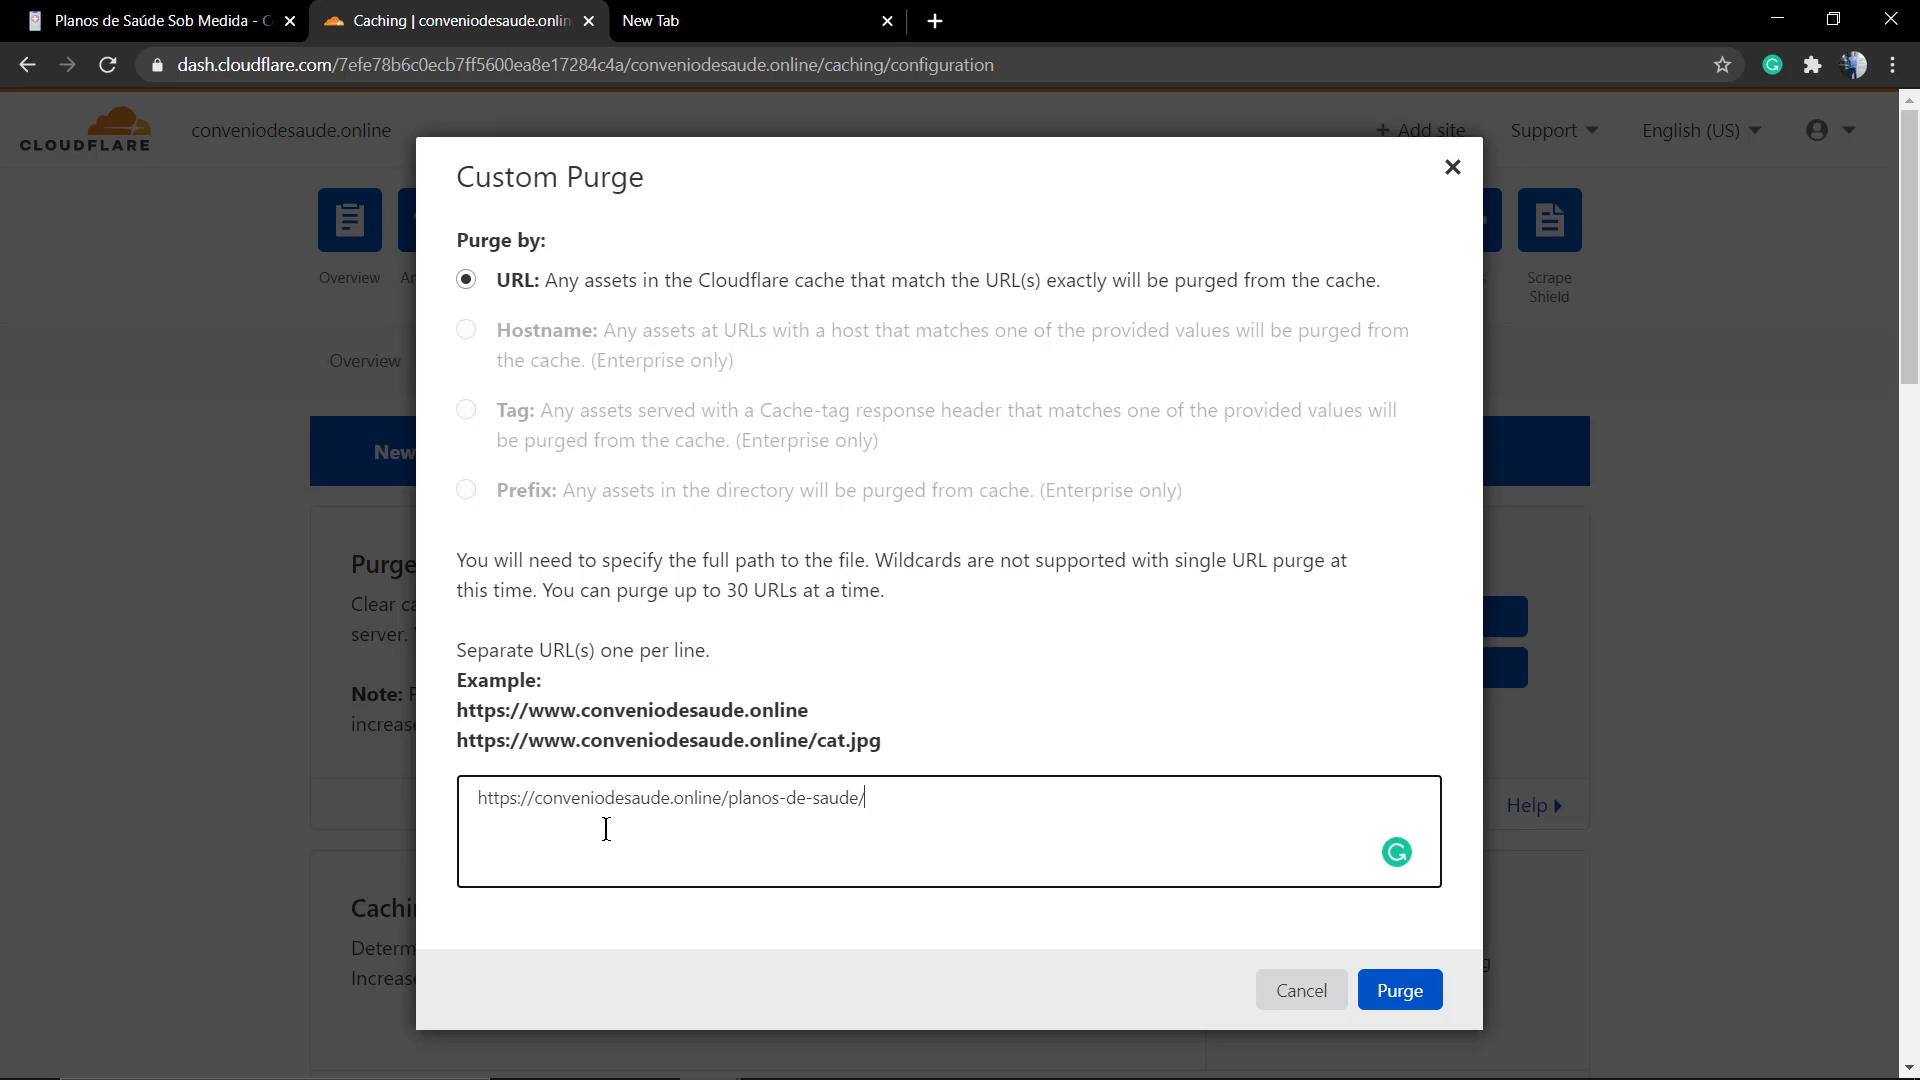 Planos de Saúde Sob Medida - C
Caching | conveniodesaude.onlin
New Tab
dash.cloudflare.com/7efe78b6c0ecb7ff5600ea8e17284c4a/conveniodesaude.online/caching/configuration
CLOUDFLARE
conveniodesaude.online
+ Add site
Support
English (US)
Overview
Scrape
Shield
Overview
New
Purge
Clear ca
server.
Note:
increase
Help
Cachi
Determ
Increase
Custom Purge
Purge by:
URL: Any assets in the Cloudflare cache that match the URL(s) exactly will be purged from the cache.
Hostname: Any assets at URLs with a host that matches one of the provided values will be purged from
the cache. (Enterprise only)
Tag: Any assets served with a Cache-tag response header that matches one of the provided values will
be purged from the cache. (Enterprise only)
Prefix: Any assets in the directory will be purged from cache. (Enterprise only)
You will need to specify the full path to the file. Wildcards are not supported with single URL purge at
this time. You can purge up to 30 URLs at a time.
Separate URL(s) one per line.
Example:
https://www.conveniodesaude.online
https://www.conveniodesaude.online/cat.jpg
https://conveniodesaude.online/planos-de-saude/
Cancel
Purge